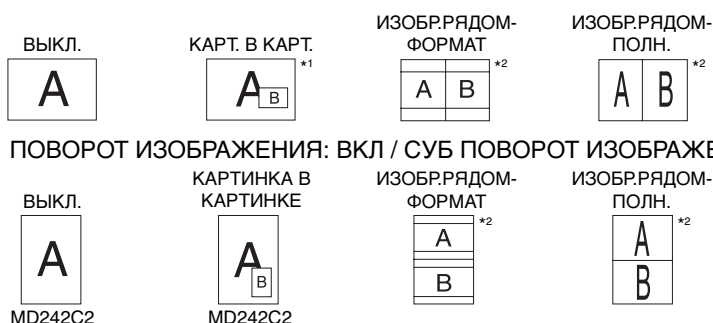 ВЫКЛ.
КАРТ. В КАРТ.
ИЗОБР.РЯДОМ-
ФОРМАТ
ИЗОБР.РЯДОМ-
ПОЛН.
A
A B *1
A B *2
A B *2
ПОВОРОТ ИЗОБРАЖЕНИЯ: ВКЛ / СУБ ПОВОРОТ ИЗОБРАЖЕ
ВЫКЛ.
КАРТИНКА В
КАРТИНКЕ
ИЗОБР.РЯДОМ-
ФОРМАТ
ИЗОБР.РЯДОМ-
ПОЛН.
A
A
B
A *2
B
A *2
B
MD242C2
MD242C2